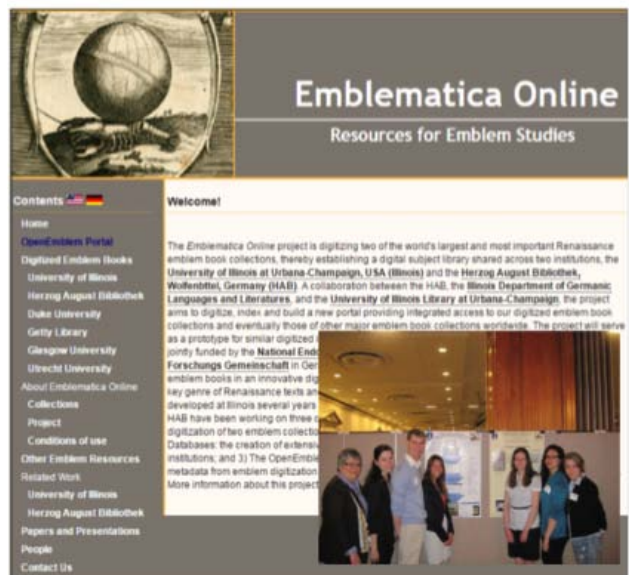 Emblematica Online
Resources for Emblem Studies
Contents
Home
OpenEmblem Portal
Digitized Emblem Books
University of Illinois
Herzog August Bibliothek
Duke University
Getty Library
Glasgow University
Utrecht University
About Emblematica Online
Collections
Project
Conditions of use
Other Emblem Resources
Related Work
University of Illinois
Herzog August Bibliothek
Papers and Presentations
People
Contact Us
Welcome!
The Emblematica Online project is digitizing two of the world's largest and most important Renaissance
emblem book collections, thereby establishing a digital subject library shared across two institutions, the
University of Illinois at Urbana-Champaign, USA (Illinois) and the Herzog August Bibliothek,
Wolfenbüttel, Germany (HAB). A collaboration between the HAB, the Illinois Department of Germanic
Languages and Literatures, and the University of Illinois Library at Urbana-Champaign, the project
aims to digitize, index and build a new portal providing integrated access to our digitized emblem book
collections and eventually those of other major emblem book collections worldwide. The project will serve
as a prototype for similar digitized
jointly funded by the National
Forschungs Gemeinschaft in
emblem books in an innovative
key genre of Renaissance texts
developed at Illinois several years
HAB have been working on three
digitization of two emblem
Databases: the creation of
institutions; and 3) The
metadata from emblem digitization
More information about this project